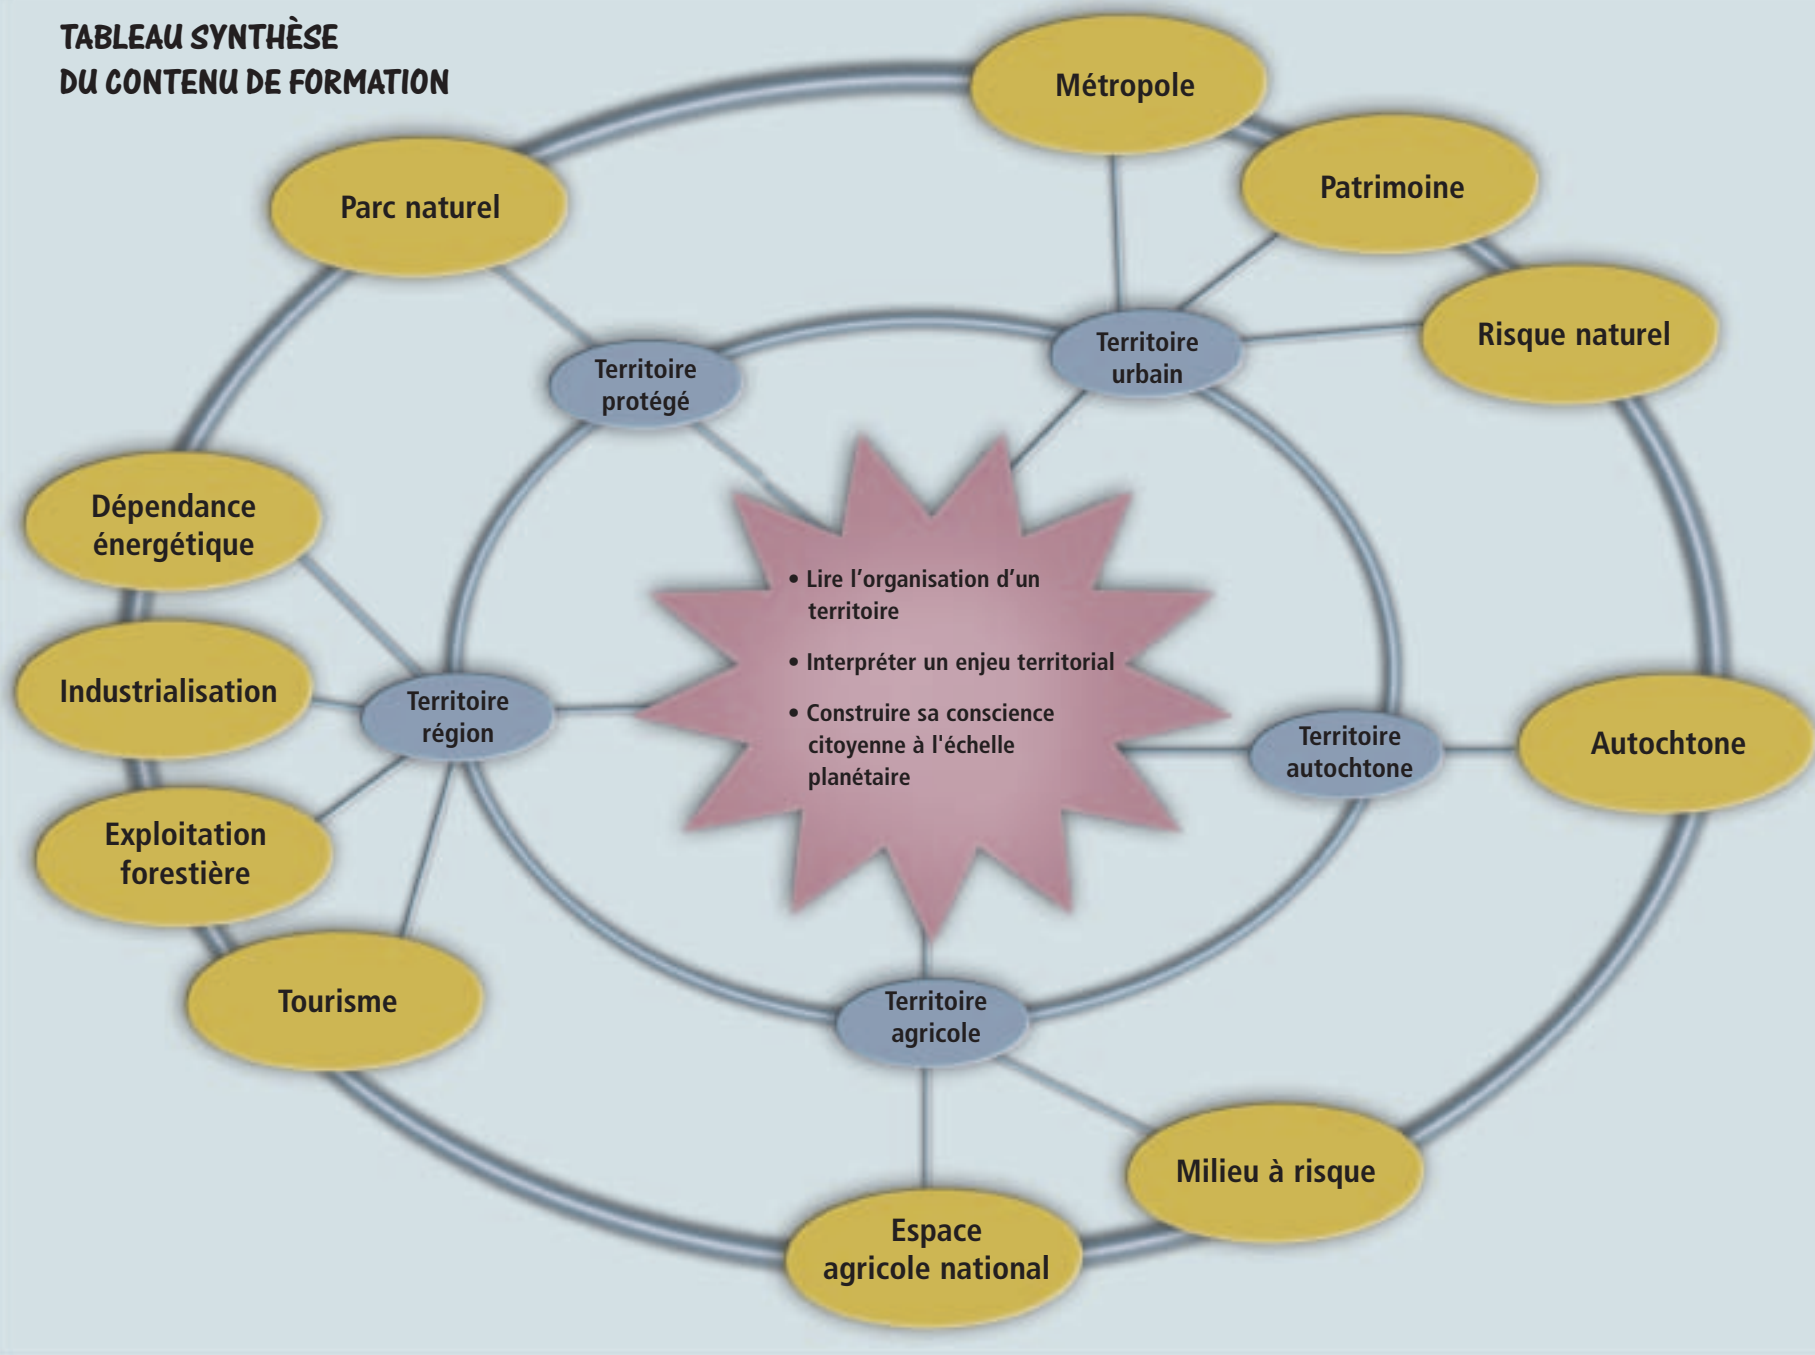 TABLEAU SYNTHÈSE
DU CONTENU DE FORMATION
Métropole
Patrimoine
Parc naturel
Risque naturel
Territoire
urbain
Territoire
protégé
Dépendance
énergétique
• Lire l’organisation d’un
territoire
• Interpréter un enjeu territorial
• Construire sa conscience
citoyenne à l'échelle
planétaire
Industrialisation
Territoire
région
Territoire
autochtone
Autochtone
Exploitation
forestière
Tourisme
Territoire
agricole
Milieu à risque
Espace
agricole national